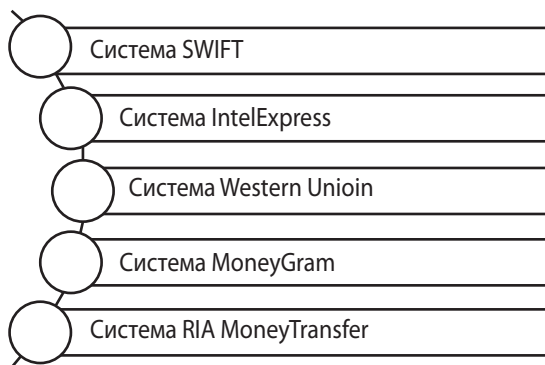 Система SWIFT
Система IntelExpress
Система Western Unioin
Система MoneyGram
Система RIA MoneyTransfer